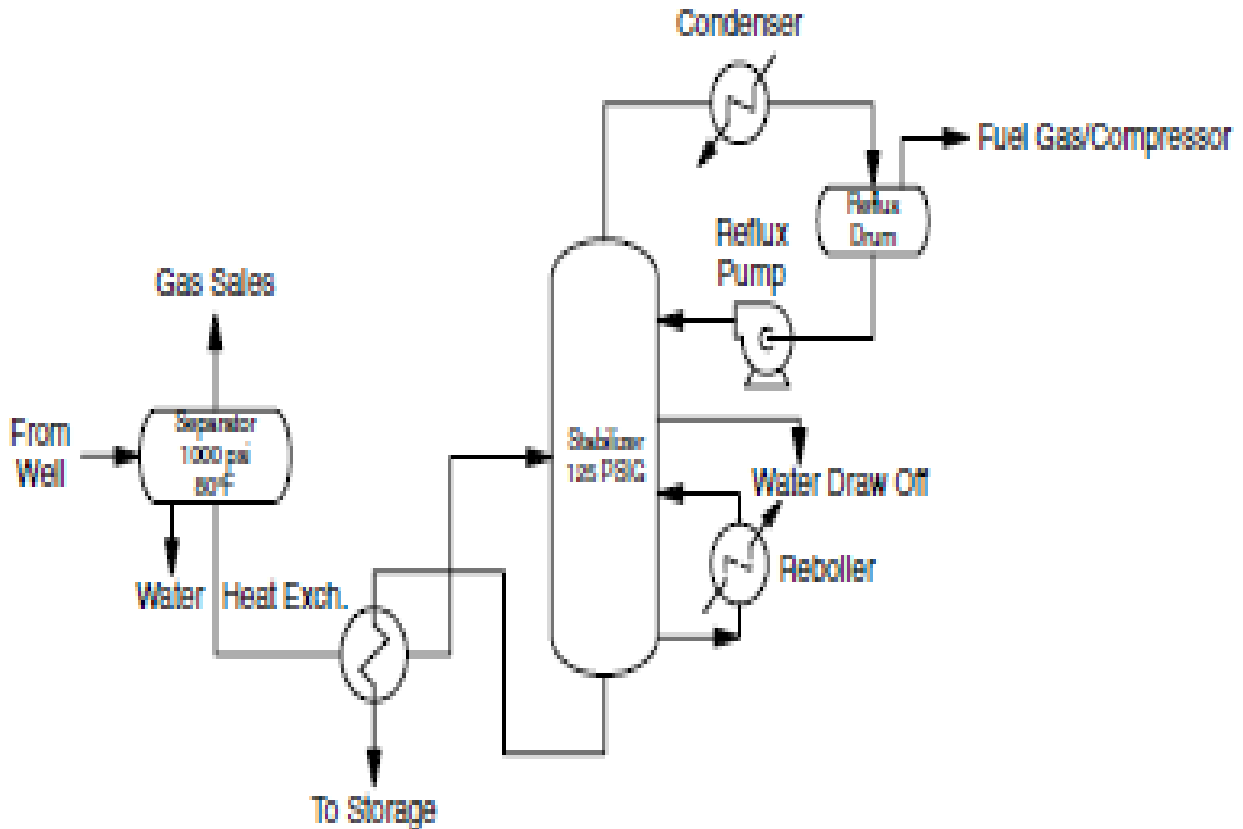 Condenser
Fuel Gas/Compressor
Reflux
Drum
Reflux
Pump
Gas Sales
From
Well
Separator
1000 psi
60°F
Stabilizer
125 PSIG
Water Draw Off
Reboiler
Water
Heat Exch.
To Storage